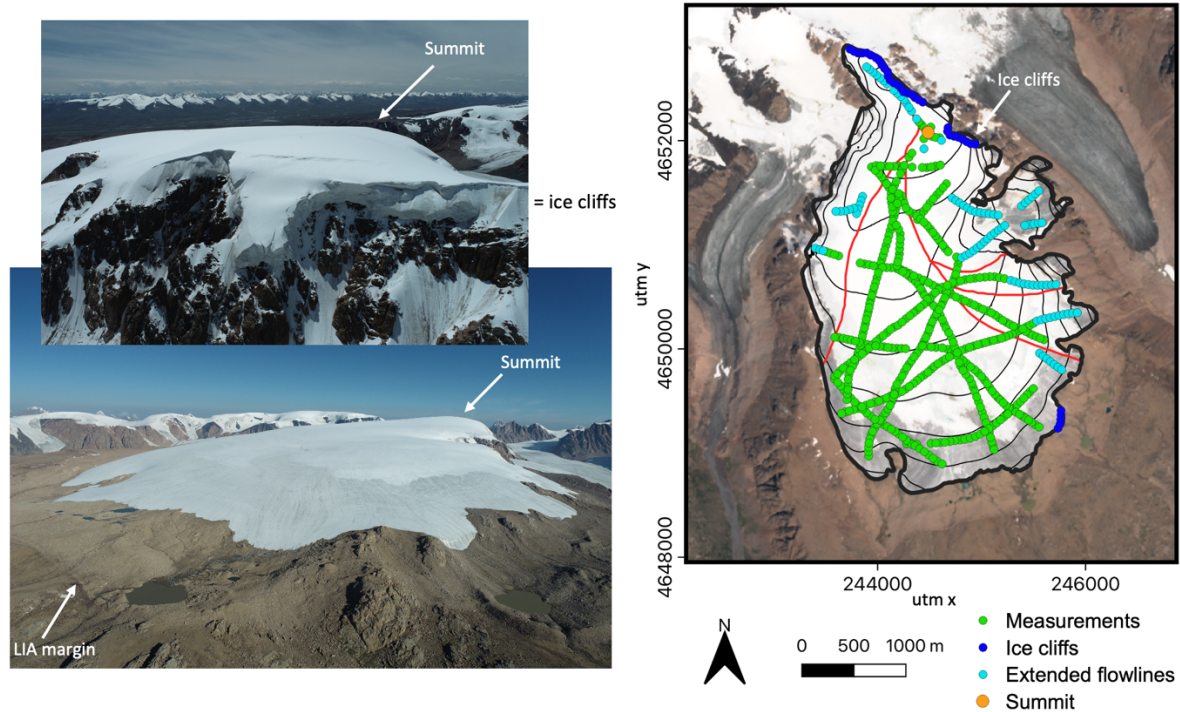 Summit
= ice cliffs
Summit
LIA margin
Ice cliffs
utm y
4652000
4650000
4648000
244000
246000
utm x
N
0 500 1000 m
Measurements
Ice cliffs
Extended flowlines
Summit